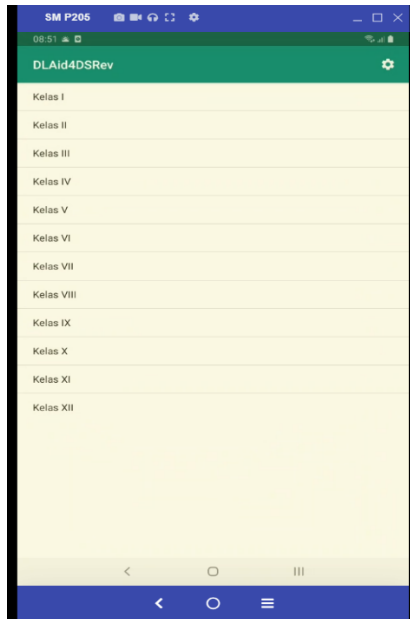 SM P205
08:51
DLAid4DSRev
Kelas I
Kelas II
Kelas III
Kelas IV
Kelas V
Kelas VI
Kelas VII
Kelas VIII
Kelas IX
Kelas X
Kelas XI
Kelas XII